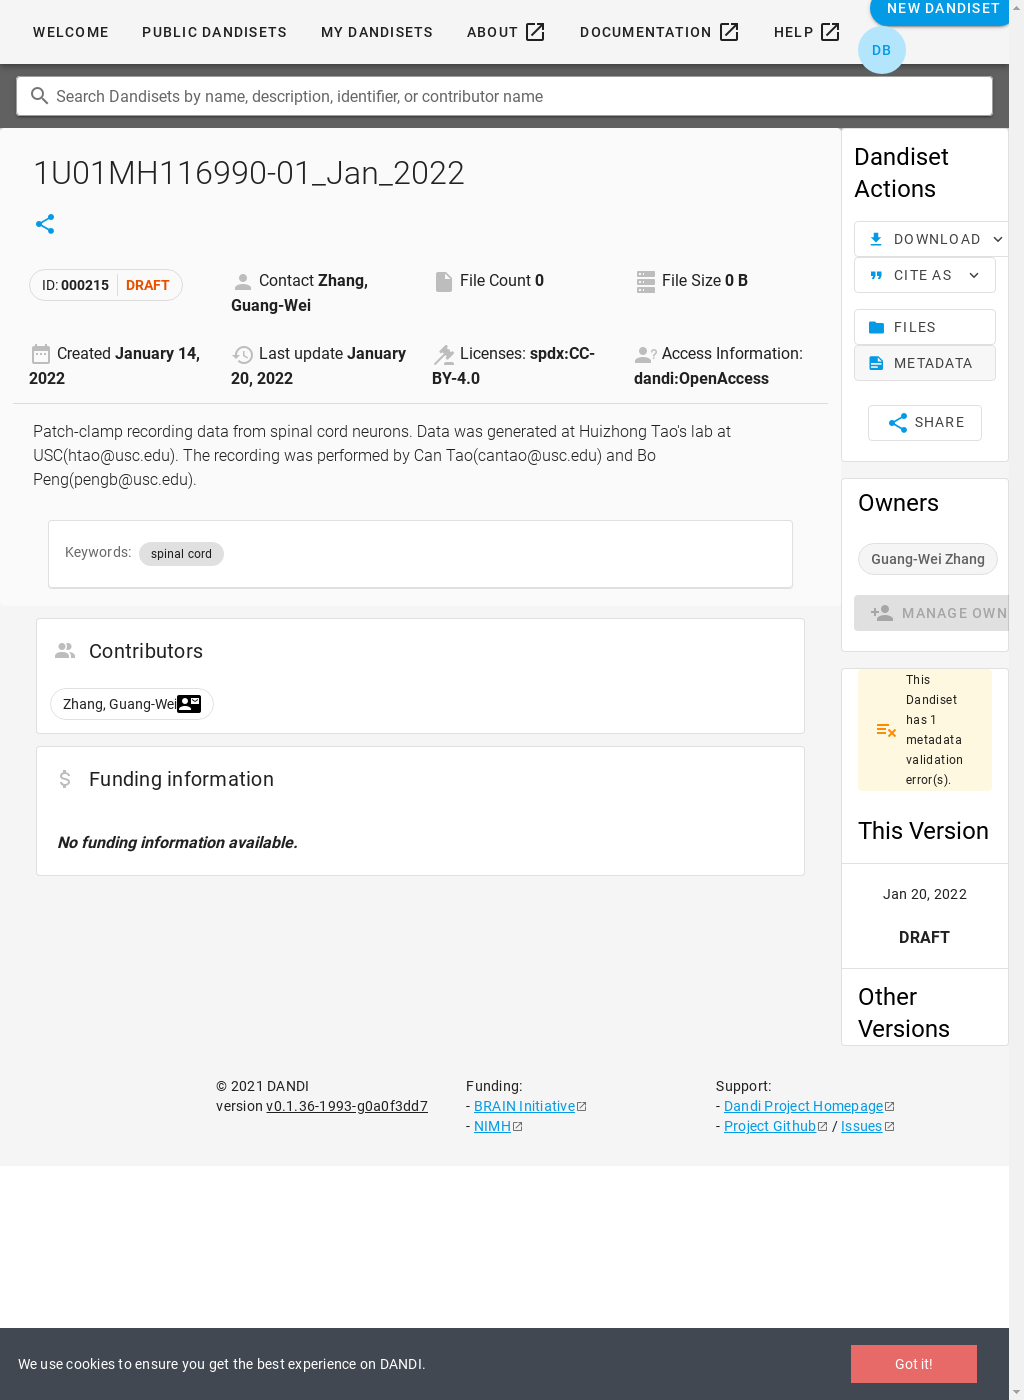 WELCOME PUBLIC DANDISETS MY DANDISETS ABOUT DOCUMENTATION HELP
NEW DANDISET
DB
Search Dandisets by name, description, identifier, or contributor name
1U01MH116990-01_Jan_2022
ID: 000215 DRAFT
Contact Zhang,
Guang-Wei
File Count 0
File Size 0 B
Created January 14,
2022
Last update January
20, 2022
Licenses: spdx:CC-
BY-4.0
Access Information:
dandi:OpenAccess
Patch-clamp recording data from spinal cord neurons. Data was generated at Huizhong Tao's lab at
USC(htao@usc.edu). The recording was performed by Can Tao(cantao@usc.edu) and Bo
Peng(pengb@usc.edu).
Keywords: spinal cord
Contributors
Zhang, Guang-Wei
Funding information
No funding information available.
Dandiset
Actions
DOWNLOAD
CITE AS
FILES
METADATA
SHARE
Owners
Guang-Wei Zhang
MANAGE OWN
This
Dandiset
has 1
metadata
validation
error(s).
This Version
Jan 20, 2022
DRAFT
Other
Versions
© 2021 DANDI
version v0.1.36-1993-g0a0f3dd7
Funding:
- BRAIN Initiative
- NIMH
Support:
- Dandi Project Homepage
- Project Github / Issues
We use cookies to ensure you get the best experience on DANDI.
Got it!